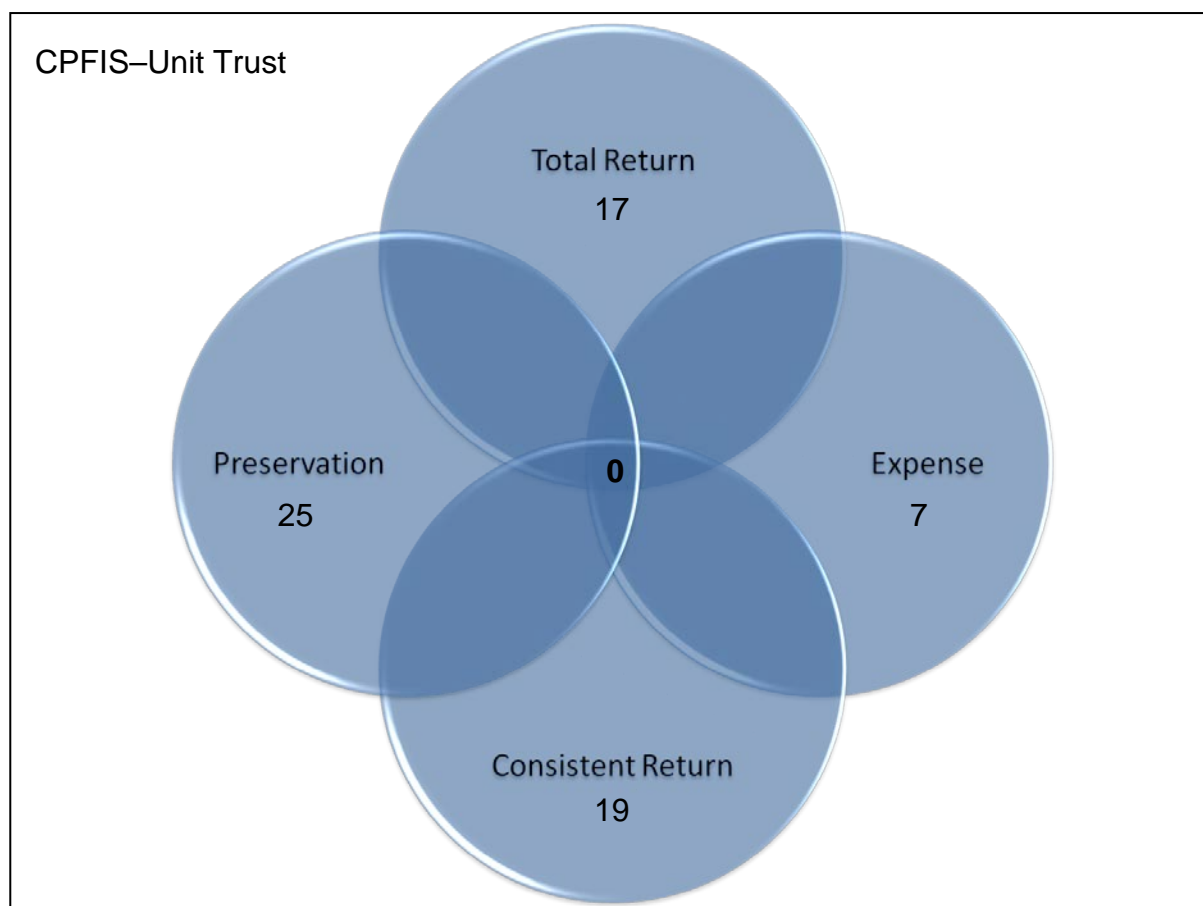 CPFIS–Unit Trust
Total Return
17
Preservation
25
0
Expense
7
Consistent Return
19